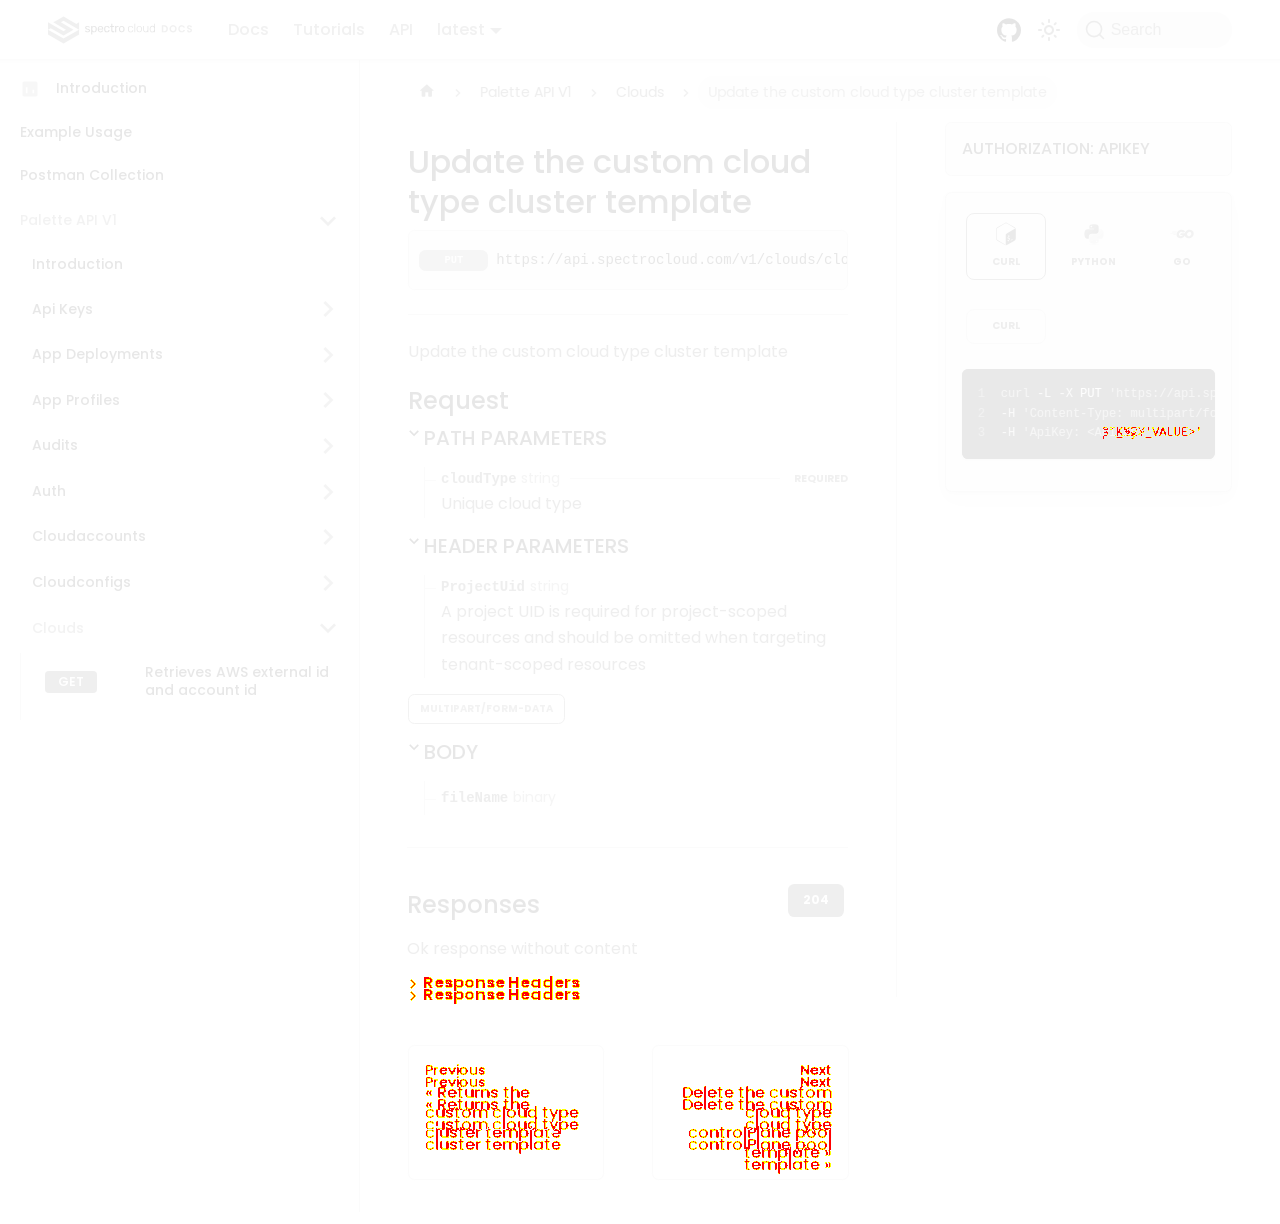 spectro cloud DOCS Docs Tutorials API latest Search
Introduction
Example Usage
Postman Collection
Palette API V1
Introduction
Api Keys
App Deployments
App Profiles
Audits
Auth
Cloudaccounts
Cloudconfigs
Clouds
GET Retrieves AWS external id
and account id
Palette API V1 Clouds Update the custom cloud type cluster template
Update the custom cloud
type cluster template
PUT https://api.spectrocloud.com/v1/clouds/clo
Update the custom cloud type cluster template
Request
PATH PARAMETERS
cloudType string REQUIRED
Unique cloud type
HEADER PARAMETERS
ProjectUid string
A project UID is required for project-scoped
resources and should be omitted when targeting
tenant-scoped resources
MULTIPART/FORM-DATA
BODY
fileName binary
Responses 204
Ok response without content
Response Headers
Response Headers
Previous
Previous
« Returns the
« Returns the
custom cloud type
custom cloud type
cluster template
cluster template
Next
Next
Delete the custom
Delete the custom
cloud type
cloud type
controlPlane pool
controlPlane pool
template »
template »
AUTHORIZATION: APIKEY
CURL PYTHON GO
CURL
1 curl -L -X PUT 'https://api.sp
2 -H 'Content-Type: multipart/fo
3 -H 'ApiKey: <A VALUE>'